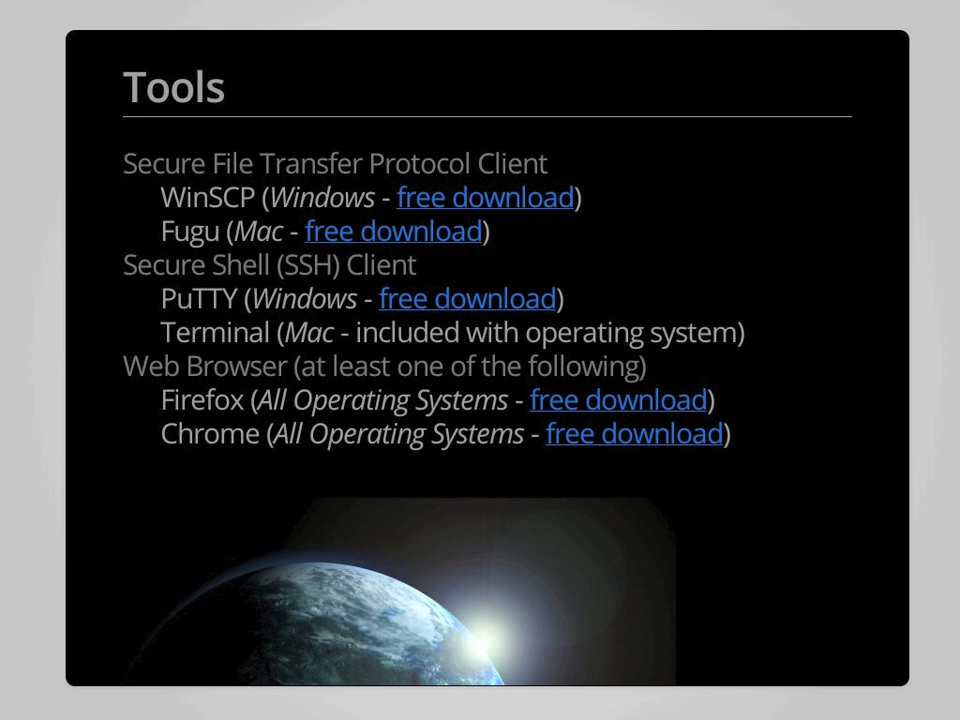 Tools
Secure File Transfer Protocol Client
WinSCP (Windows - free download)
Fugu (Mac - free download)
Secure Shell (SSH) Client
PuTTY (Windows - free download)
Terminal (Mac - included with operating system)
Web Browser (at least one of the following)
Firefox (All Operating Systems - free download)
Chrome (All Operating Systems - free download)